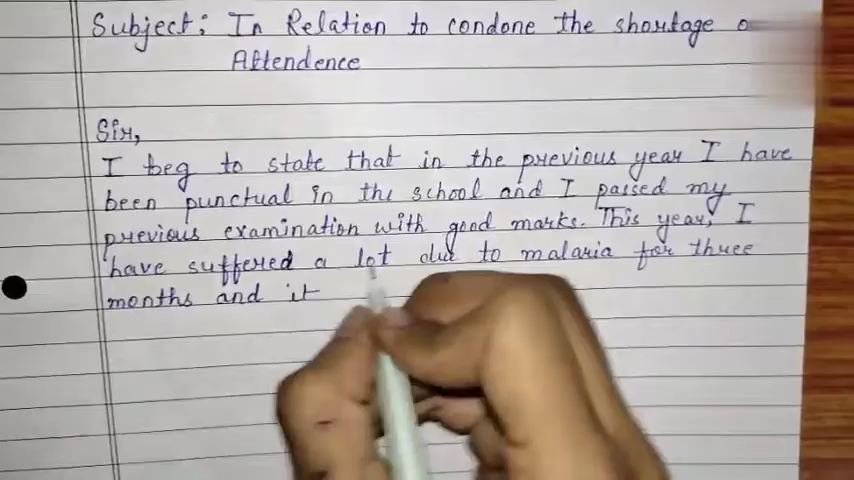 Subject: In Relation to condone the shortage
Attendence
Sir,
I beg to state that in the previous year I have
been punctual in the school and I passed my
previous examination with good marks. This year, I
have suffered a lot due to malaria for three
months and it